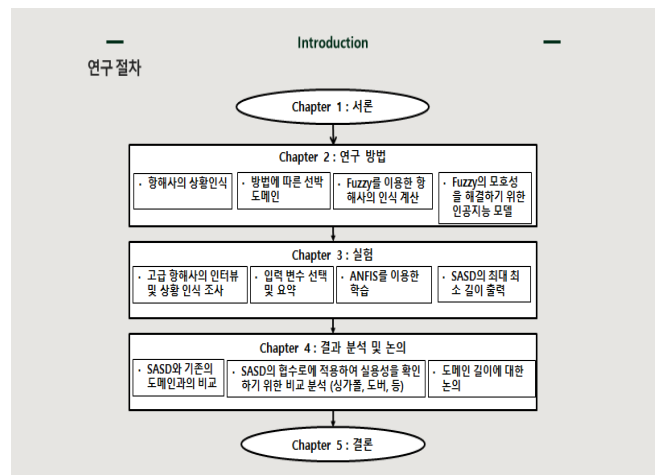 Introduction
연구 절차
Chapter 1 : 서론
Chapter 2 : 연구 방법
· 항해사의 상황인식
· 방법에 따른 선박
도메인
· Fuzzy를 이용한 항
해사의 인식 계산
· Fuzzy의 모호성
을 해결하기 위한
인공지능 모델
Chapter 3 : 실험
· 고급 항해사의 인터뷰
및 상황 인식 조사
· 입력 변수 선택
및 요약
· ANFIS를 이용한
학습
· SASD의 최대 최
소 길이 출력
Chapter 4 : 결과 분석 및 논의
· SASD와 기존의
도메인과의 비교
· SASD의 협수로에 적용하여 실용성을 확인
하기 위한 비교 분석 (싱가폴, 도버, 등)
· 도메인 길이에 대한
논의
Chapter 5 : 결론